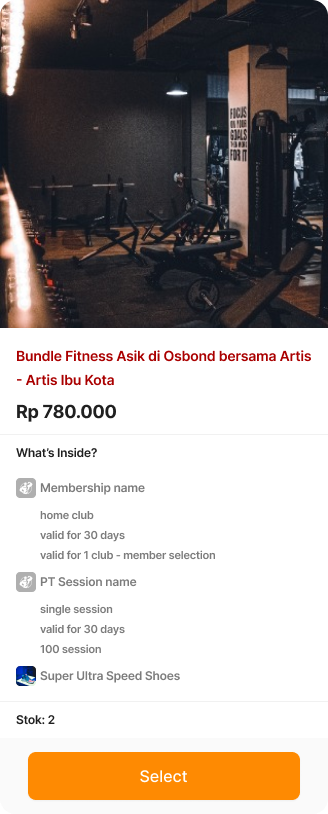 FOCUS
ON YOUR
GOALS
FOR IT
Bundle Fitness Asik di Osbond bersama Artis
- Artis Ibu Kota
Rp 780.000
What's Inside?
Membership name
home club
valid for 30 days
valid for 1 club - member selection
PT Session name
single session
valid for 30 days
100 session
Super Ultra Speed Shoes
Stok: 2
Select